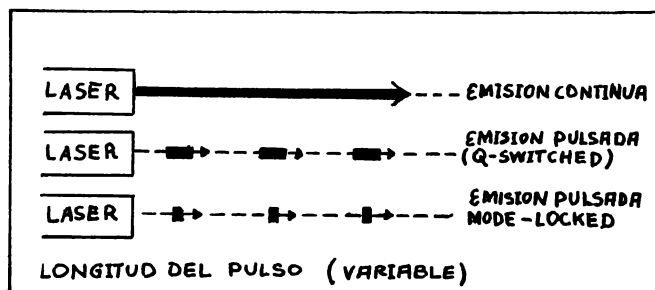 LASER EMISION CONTINUA
LASER EMISION PULSADA
(Q-SWITCHED)
LASER EMISION PULSADA
MODE-LOCKED
LONGITUD DEL PULSO (VARIABLE)